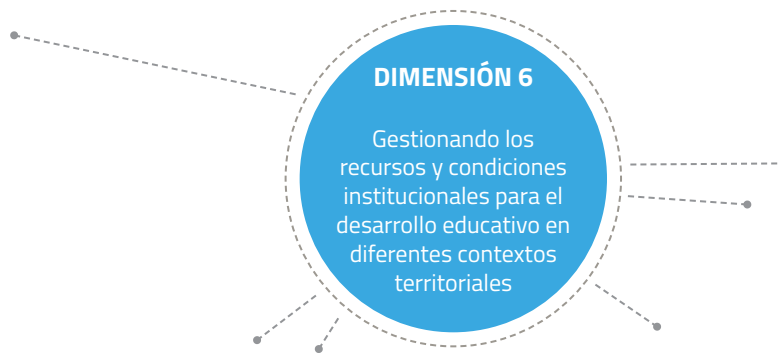 DIMENSIÓN 6
Gestionando los
recursos y condiciones
institucionales para el
desarrollo educativo en
diferentes contextos
territoriales